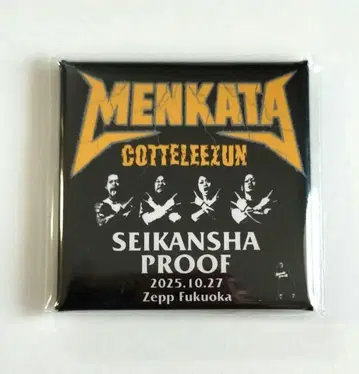 MENKATA
COTTELEEZUN
SEIKANSHA
PROOF
2025.10.27
Zepp Fukuoka